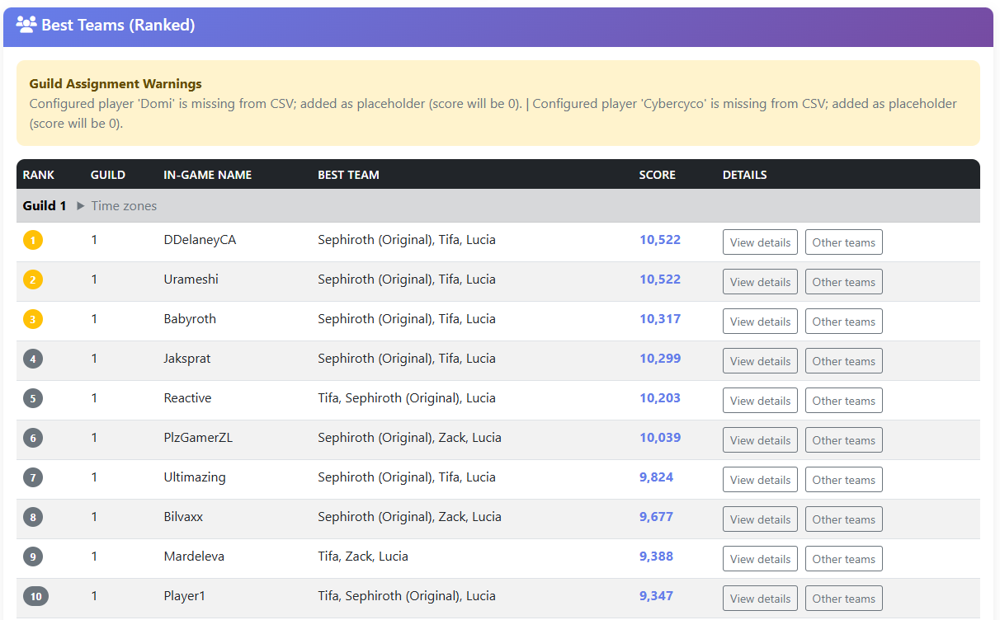 Best Teams (Ranked)
Guild Assignment Warnings
Configured player 'Domi' is missing from CSV; added as placeholder (score will be 0). | Configured player 'Cybercyco' is missing from CSV; added as placeholder
(score will be 0).
RANK GUILD IN-GAME NAME BEST TEAM SCORE DETAILS
Guild 1 ▶ Time zones
1 1 DDelaneyCA Sephiroth (Original), Tifa, Lucia 10,522 View details Other teams
2 1 Urameshi Sephiroth (Original), Tifa, Lucia 10,522 View details Other teams
3 1 Babyroth Sephiroth (Original), Tifa, Lucia 10,317 View details Other teams
4 1 Jaksprat Sephiroth (Original), Tifa, Lucia 10,299 View details Other teams
5 1 Reactive Tifa, Sephiroth (Original), Lucia 10,203 View details Other teams
6 1 PlzGamerZL Sephiroth (Original), Zack, Lucia 10,039 View details Other teams
7 1 Ultimazing Sephiroth (Original), Tifa, Lucia 9,824 View details Other teams
8 1 Bilvaxx Sephiroth (Original), Zack, Lucia 9,677 View details Other teams
9 1 Mardeleva Tifa, Zack, Lucia 9,388 View details Other teams
10 1 Player1 Tifa, Sephiroth (Original), Lucia 9,347 View details Other teams